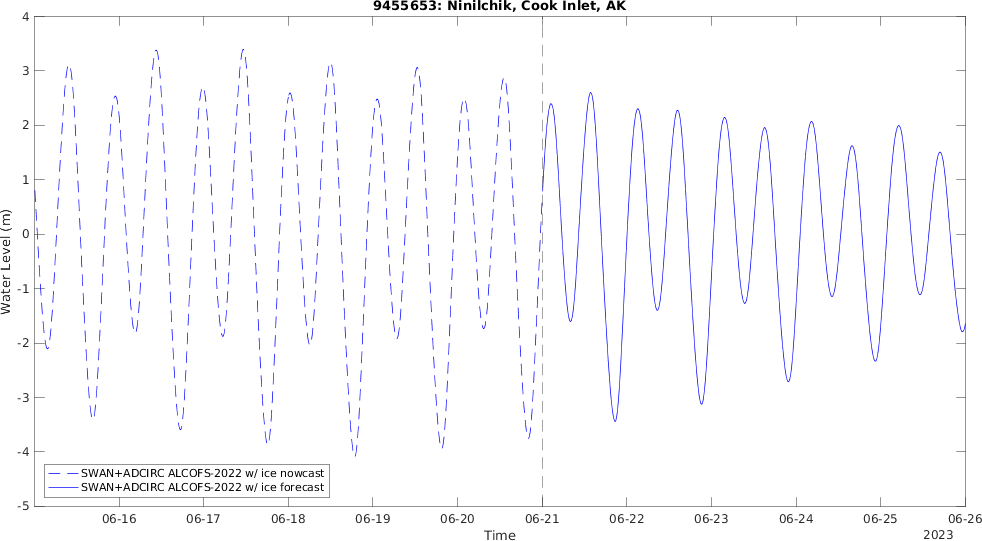 9455653: Ninilchik, Cook Inlet, AK
4
3
2
1
0
-1
-2
-3
-4
-5
Water Level (m)
SWAN+ADCIRC ALCOFS-2022 w/ ice nowcast
SWAN+ADCIRC ALCOFS-2022 w/ ice forecast
06-16 06-17 06-18 06-19 06-20 06-21 06-22 06-23 06-24 06-25 06-26
Time
2023